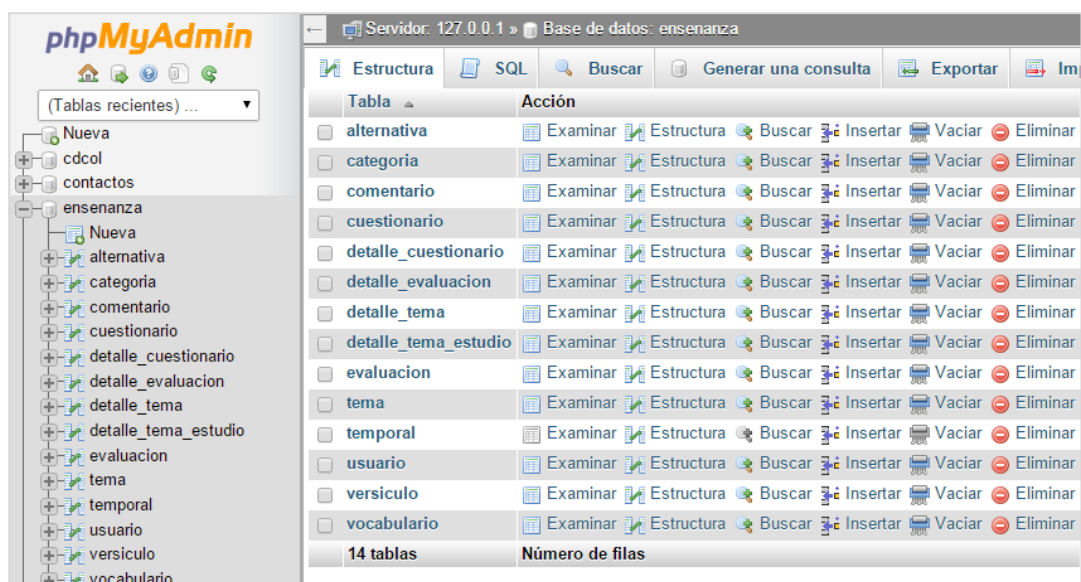 phpMyAdmin
(Tablas recientes) ...
Nueva
cdcol
contactos
ensenanza
Nueva
alternativa
categoria
comentario
cuestionario
detalle_cuestionario
detalle_evaluacion
detalle_tema
detalle_tema_estudio
evaluacion
tema
temporal
usuario
versiculo
vocabulario
Servidor: 127.0.0.1 » Base de datos: ensenanza
Estructura SQL Buscar Generar una consulta Exportar Im
Tabla Acción
alternativa Examinar Estructura Buscar Insertar Vaciar Eliminar
categoria Examinar Estructura Buscar Insertar Vaciar Eliminar
comentario Examinar Estructura Buscar Insertar Vaciar Eliminar
cuestionario Examinar Estructura Buscar Insertar Vaciar Eliminar
detalle_cuestionario Examinar Estructura Buscar Insertar Vaciar Eliminar
detalle_evaluacion Examinar Estructura Buscar Insertar Vaciar Eliminar
detalle_tema Examinar Estructura Buscar Insertar Vaciar Eliminar
detalle_tema_estudio Examinar Estructura Buscar Insertar Vaciar Eliminar
evaluacion Examinar Estructura Buscar Insertar Vaciar Eliminar
tema Examinar Estructura Buscar Insertar Vaciar Eliminar
temporal Examinar Estructura Buscar Insertar Vaciar Eliminar
usuario Examinar Estructura Buscar Insertar Vaciar Eliminar
versiculo Examinar Estructura Buscar Insertar Vaciar Eliminar
vocabulario Examinar Estructura Buscar Insertar Vaciar Eliminar
14 tablas Número de filas